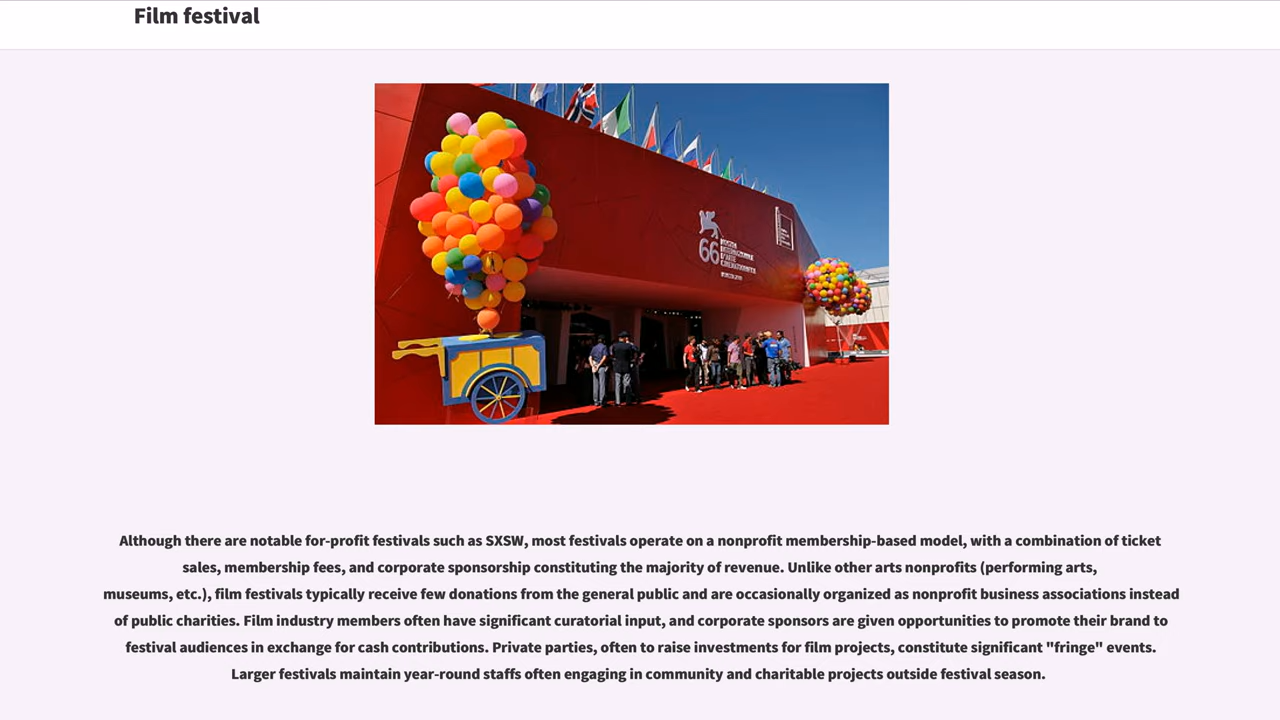 Film festival
66
Although there are notable for-profit festivals such as SXSW, most festivals operate on a nonprofit membership-based model, with a combination of ticket
sales, membership fees, and corporate sponsorship constituting the majority of revenue. Unlike other arts nonprofits (performing arts,
museums, etc.), film festivals typically receive few donations from the general public and are occasionally organized as nonprofit business associations instead
of public charities. Film industry members often have significant curatorial input, and corporate sponsors are given opportunities to promote their brand to
festival audiences in exchange for cash contributions. Private parties, often to raise investments for film projects, constitute significant "fringe" events.
Larger festivals maintain year-round staffs often engaging in community and charitable projects outside festival season.